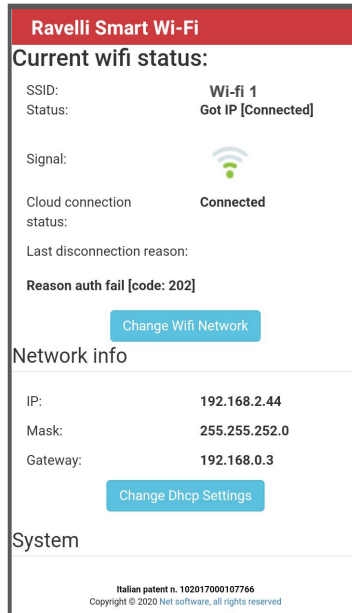 Ravelli Smart Wi-Fi
Current wifi status:
SSID: Wi-fi 1
Status: Got IP [Connected]
Signal:
Cloud connection status: Connected
Last disconnection reason:
Reason auth fail [code: 202]
Change Wifi Network
Network info
IP: 192.168.2.44
Mask: 255.255.252.0
Gateway: 192.168.0.3
Change Dhcp Settings
System
Italian patent n. 102017000107766
Copyright © 2020 Net software, all rights reserved